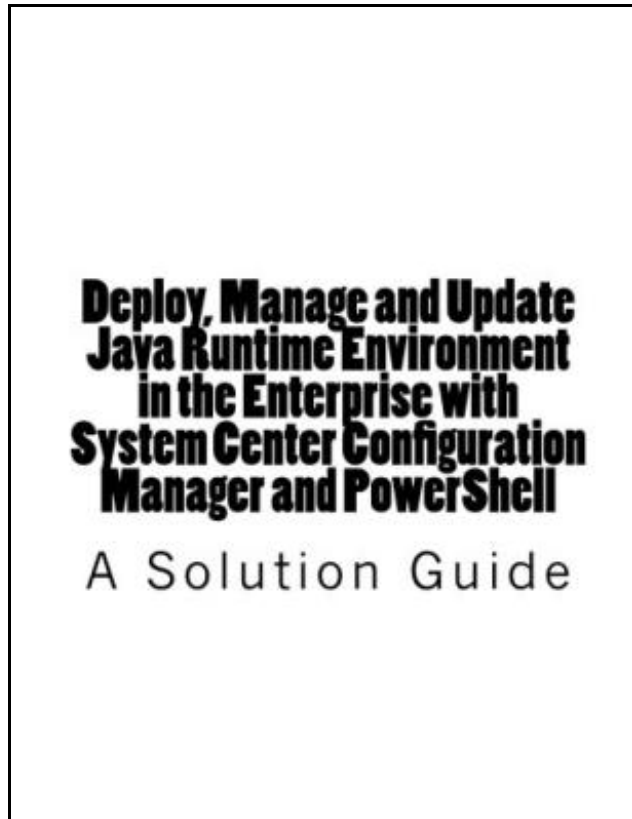 Deploy, Manage and Update
Java Runtime Environment
in the Enterprise with
System Center Configuration
Manager and PowerShell
A Solution Guide